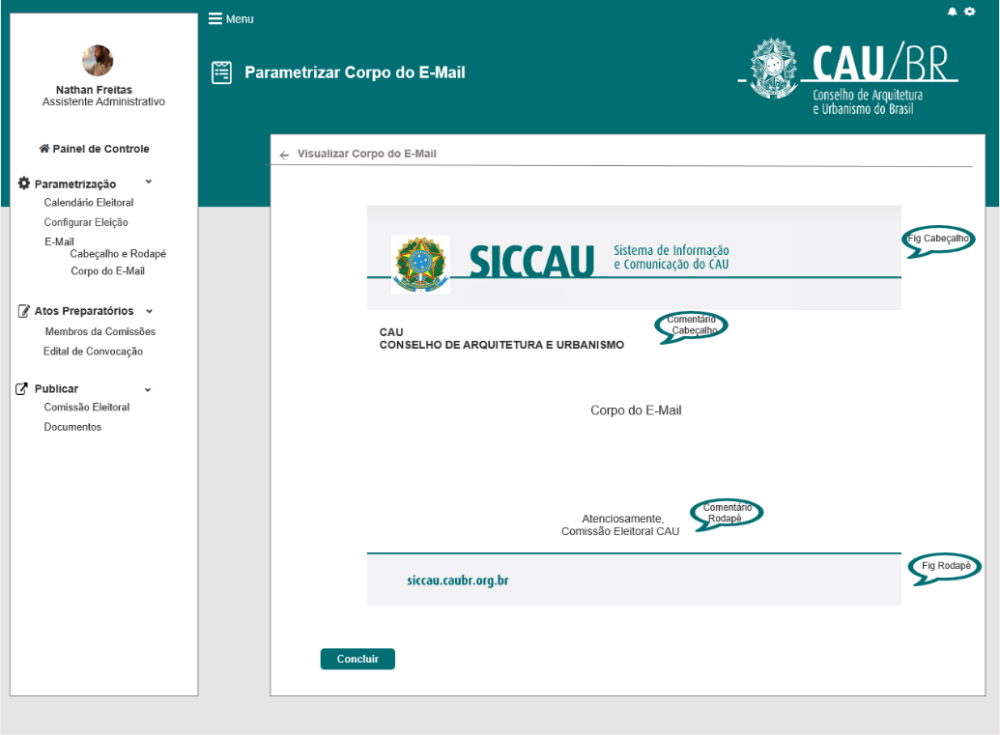 Menu
Parametrizar Corpo do E-Mail
CAU/BR
Conselho de Arquitetura
e Urbanismo do Brasil
Nathan Freitas
Assistente Administrativo
Painel de Controle
Parametrização
Calendário Eleitoral
Configurar Eleição
E-Mail
Cabeçalho e Rodapé
Corpo do E-Mail
Atos Preparatórios
Membros da Comissões
Edital de Convocação
Publicar
Comissão Eleitoral
Documentos
Visualizar Corpo do E-Mail
SICCAU
Sistema de Informação
e Comunicação do CAU
Fig Cabeçalho
CAU
CONSELHO DE ARQUITETURA E URBANISMO
Comentário
Cabeçalho
Corpo do E-Mail
Atenciosamente,
Comissão Eleitoral CAU
Comentário
Rodapé
Fig Rodapé
siccau.caubr.org.br
Concluir